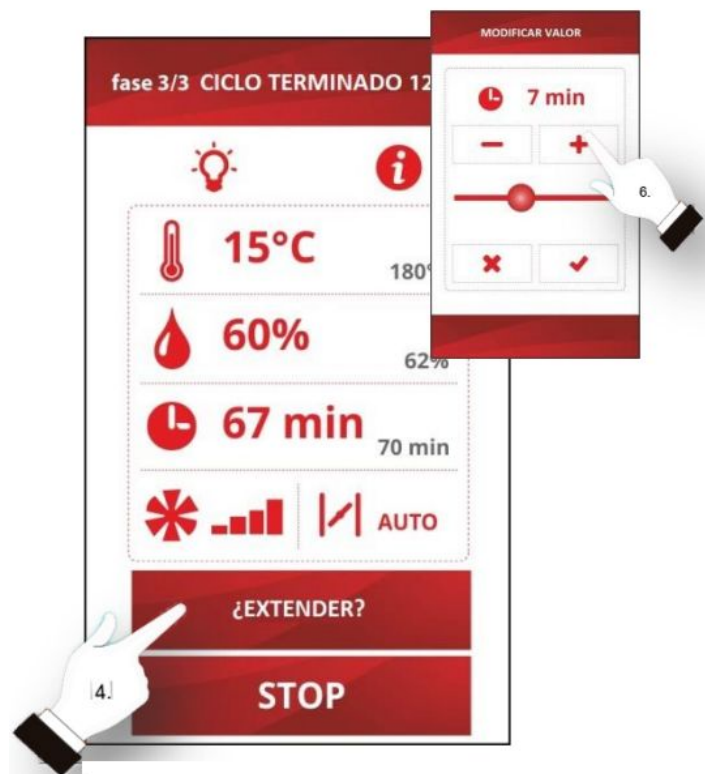 fase 3/3 CICLO TERMINADO 12
15°C
180°
60%
62%
67 min
70 min
AUTO
¿EXTENDER?
4.
STOP
MODIFICAR VALOR
7 min
6.